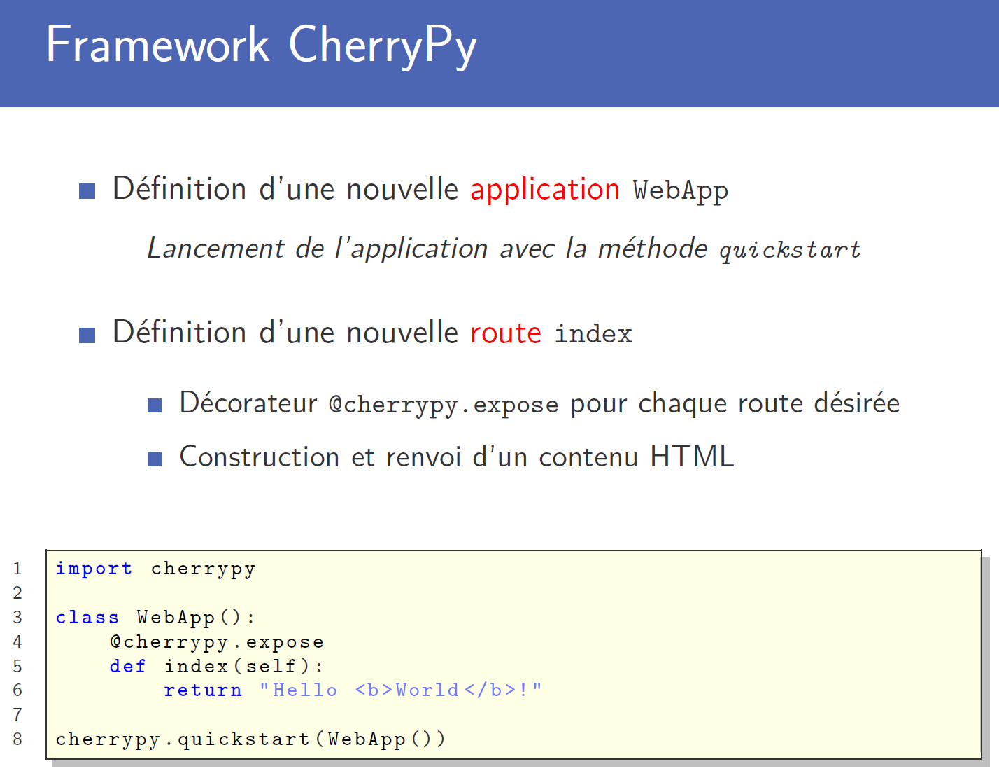 Framework CherryPy
Définition d'une nouvelle application WebApp
Lancement de l'application avec la méthode quickstart
Définition d'une nouvelle route index
Décorateur @cherrypy.expose pour chaque route désirée
Construction et renvoi d'un contenu HTML
1 import cherrypy
2
3 class WebApp():
4     @cherrypy.expose
5     def index(self):
6         return "Hello <b>World</b>!"
7
8 cherrypy.quickstart(WebApp())